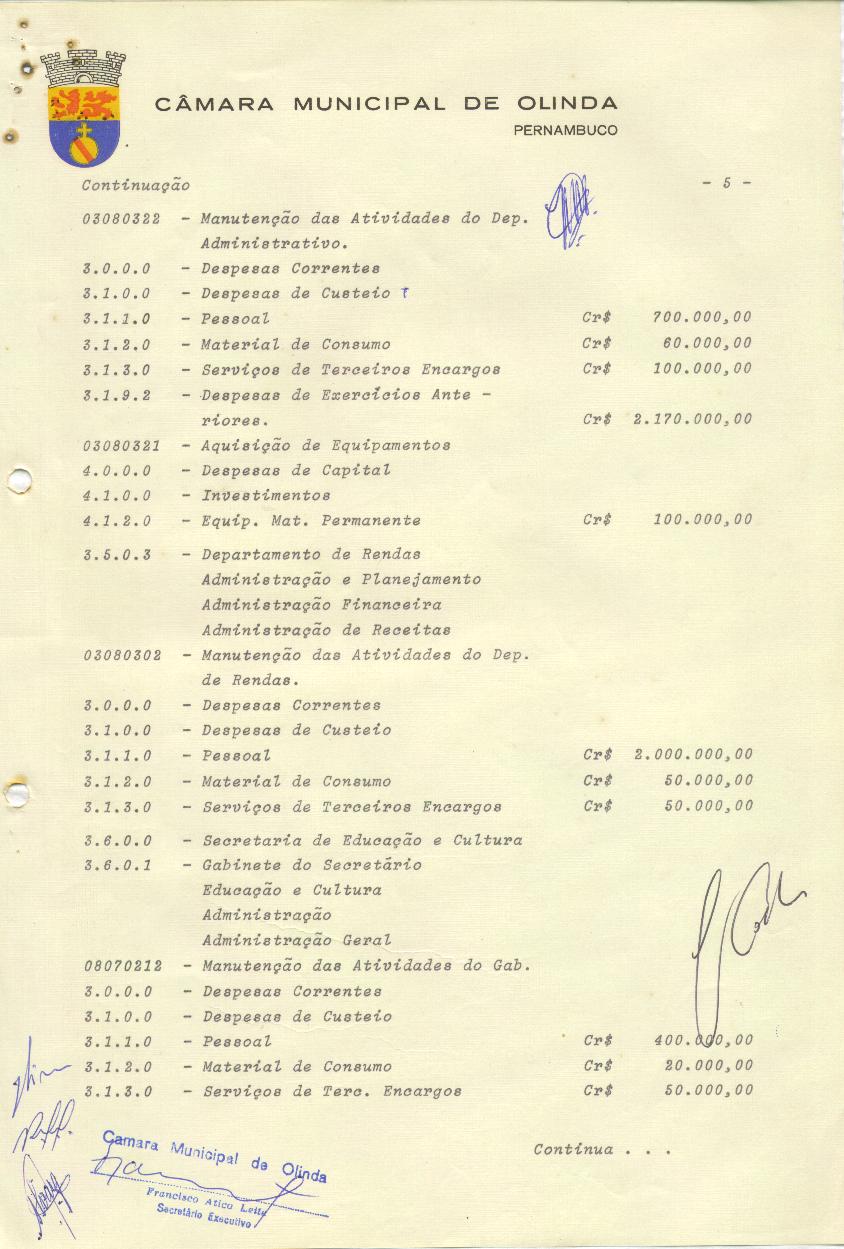 CÂMARA MUNICIPAL DE OLINDA
PERNAMBUCO
Continuação - 5 -
03080322 - Manutenção das Atividades do Dep.
Administrativo.
3.0.0.0 - Despesas Correntes
3.1.0.0 - Despesas de Custeio
3.1.1.0 - Pessoal Cr$ 700.000,00
3.1.2.0 - Material de Consumo Cr$ 60.000,00
3.1.3.0 - Serviços de Terceiros Encargos Cr$ 100.000,00
3.1.9.2 - Despesas de Exercícios Ante -
riores. Cr$ 2.170.000,00
03080321 - Aquisição de Equipamentos
4.0.0.0 - Despesas de Capital
4.1.0.0 - Investimentos
4.1.2.0 - Equip. Mat. Permanente Cr$ 100.000,00
3.5.0.3 - Departamento de Rendas
Administração e Planejamento
Administração Financeira
Administração de Receitas
03080302 - Manutenção das Atividades do Dep.
de Rendas.
3.0.0.0 - Despesas Correntes
3.1.0.0 - Despesas de Custeio
3.1.1.0 - Pessoal Cr$ 2.000.000,00
3.1.2.0 - Material de Consumo Cr$ 50.000,00
3.1.3.0 - Serviços de Terceiros Encargos Cr$ 50.000,00
3.6.0.0 - Secretaria de Educação e Cultura
3.6.0.1 - Gabinete do Secretário
Educação e Cultura
Administração
Administração Geral
08070212 - Manutenção das Atividades do Gab.
3.0.0.0 - Despesas Correntes
3.1.0.0 - Despesas de Custeio
3.1.1.0 - Pessoal Cr$ 400.000,00
3.1.2.0 - Material de Consumo Cr$ 20.000,00
3.1.3.0 - Serviços de Terc. Encargos Cr$ 50.000,00
Continua . . .
Camara Municipal de Olinda
Francisco Atico Leite
Secretário Executivo